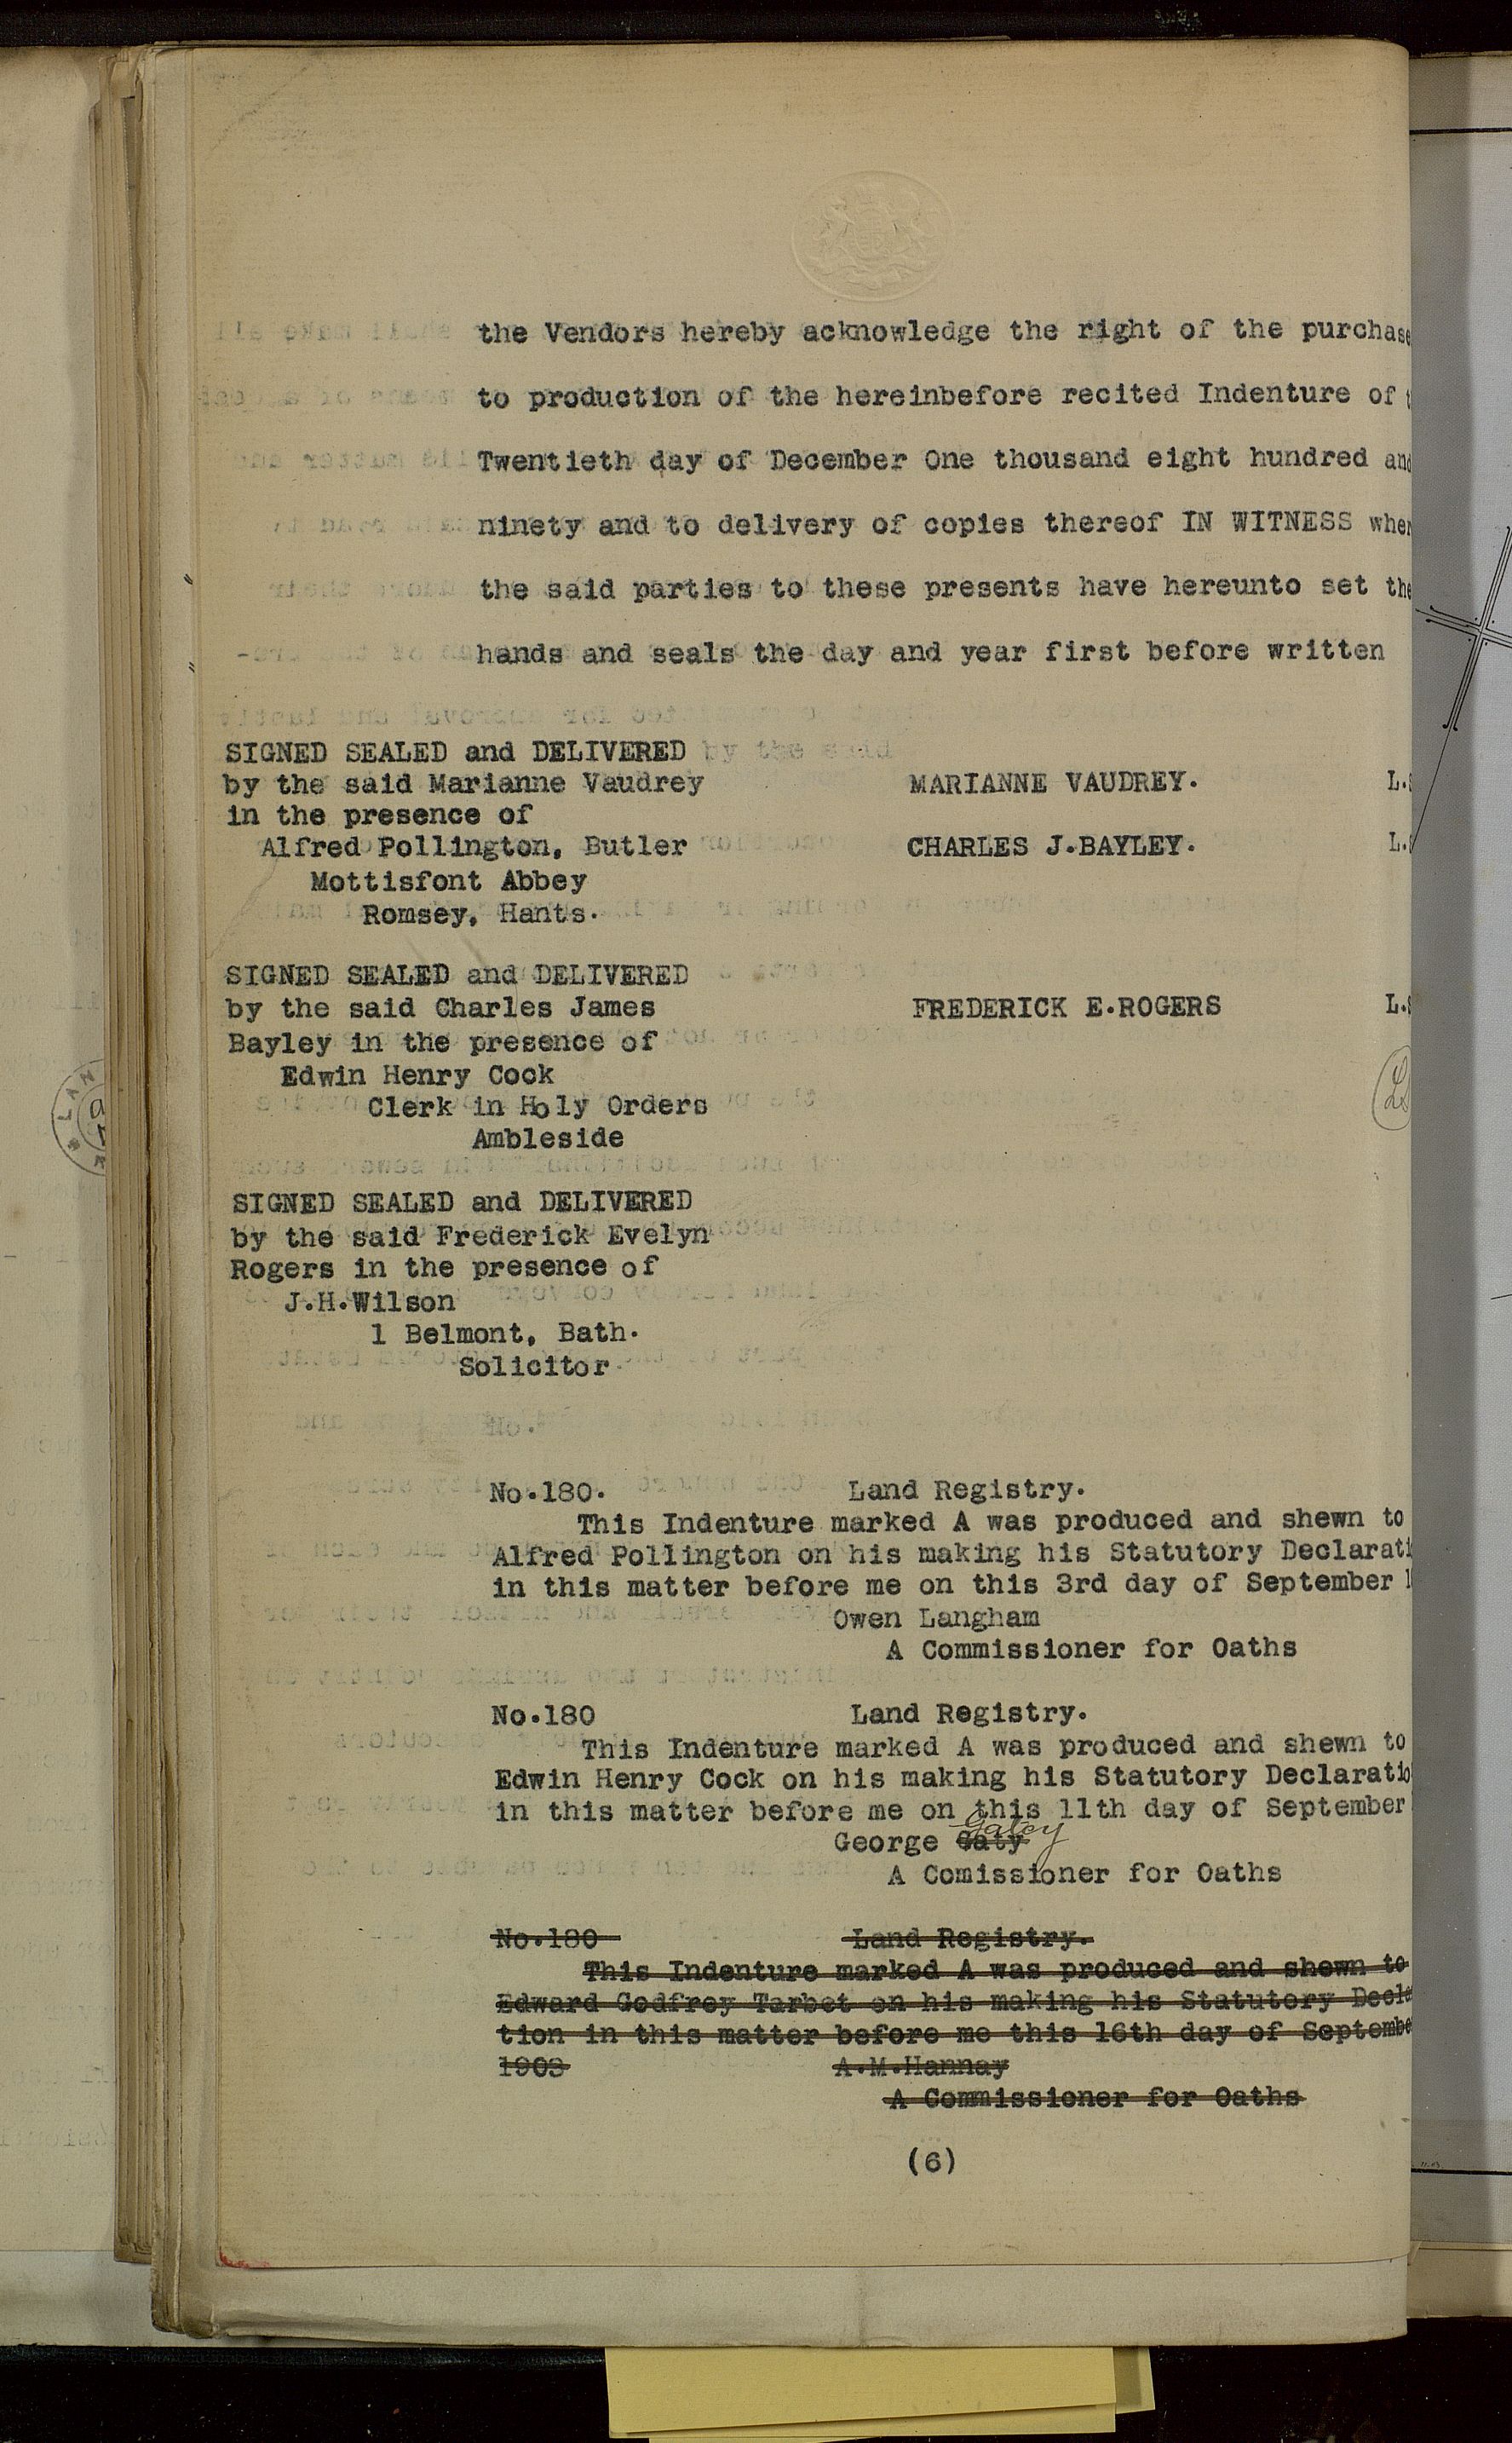 the Vendors hereby acknowledge the right of the purchase
to production of the hereinbefore recited Indenture of
Twentieth day of December One thousand eight hundred and
ninety and to delivery of copies thereof IN WITNESS wher
the said parties to these presents have hereunto set the
hands and seals the day and year first before written
SIGNED SEALED and DELIVERED
by the said Marianne Vaudrey MARIANNE VAUDREY. L.S
in the presence of
Alfred Pollington, Butler CHARLES J.BAYLEY. L.S
Mottisfont Abbey
Romsey, Hants.
SIGNED SEALED and DELIVERED
by the said Charles James FREDERICK E.ROGERS L.S
Bayley in the presence of
Edwin Henry Cock
Clerk in Holy Orders
Ambleside
SIGNED SEALED and DELIVERED
by the said Frederick Evelyn
Rogers in the presence of
J.H.Wilson
1 Belmont, Bath.
Solicitor.
No.180. Land Registry.
This Indenture marked A was produced and shewn to
Alfred Pollington on his making his Statutory Declarati
in this matter before me on this 3rd day of September 1
Owen Langham
A Commissioner for Oaths
No.180 Land Registry.
This Indenture marked A was produced and shewn to
Edwin Henry Cock on his making his Statutory Declaratio
in this matter before me on this 11th day of September
Gatey
George Gaty
A Comissioner for Oaths
No.180 Land Registry.
This Indenture marked A was produced and shewn to
Edward Godfrey Tarbet on his making his Statutory Decla
tion in this matter before me this 16th day of Septembe
1903 A.M.Hannay
A Commissioner for Oaths
(6)